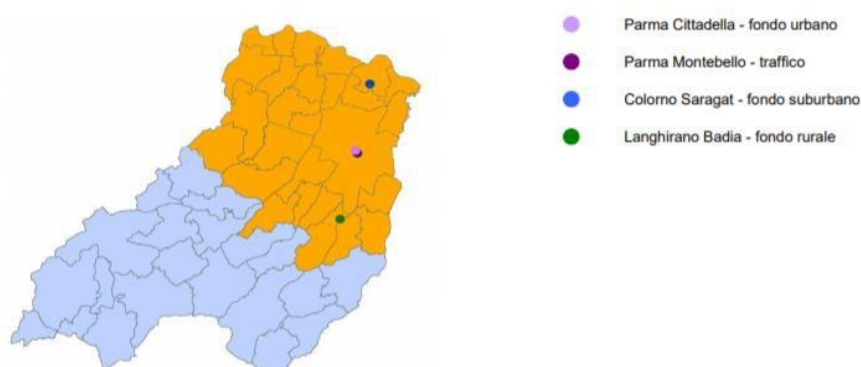 Parma Cittadella - fondo urbano
Parma Montebello - traffico
Colorno Saragat - fondo suburbano
Langhirano Badia - fondo rurale